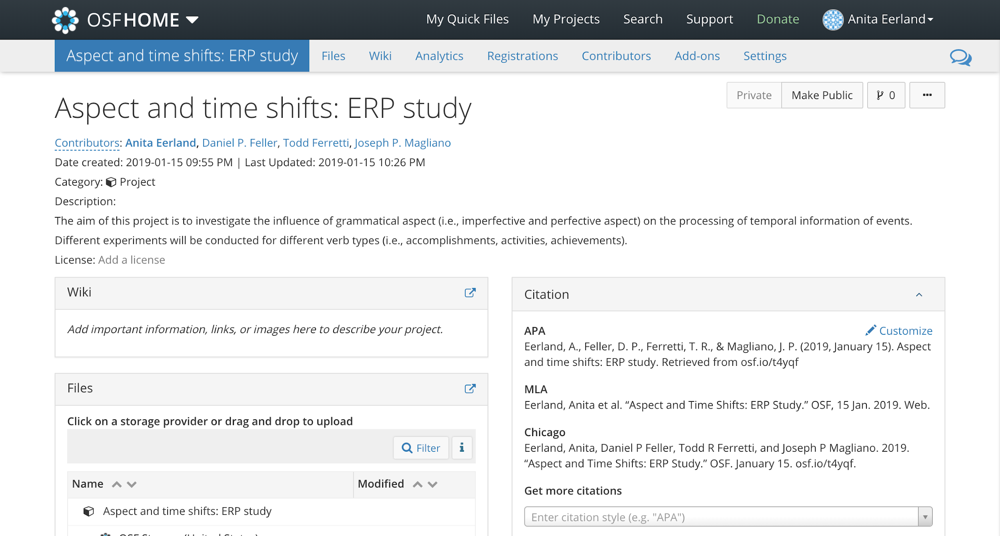 OSFHOME
My Quick Files
My Projects
Search
Support
Donate
Anita Eerland
Aspect and time shifts: ERP study
Files
Wiki
Analytics
Registrations
Contributors
Add-ons
Settings
Private
Make Public
0
Aspect and time shifts: ERP study
Contributors: Anita Eerland, Daniel P. Feller, Todd Ferretti, Joseph P. Magliano
Date created: 2019-01-15 09:55 PM | Last Updated: 2019-01-15 10:26 PM
Category: Project
Description:
The aim of this project is to investigate the influence of grammatical aspect (i.e., imperfective and perfective aspect) on the processing of temporal information of events.
Different experiments will be conducted for different verb types (i.e., accomplishments, activities, achievements).
License: Add a license
Wiki
Add important information, links, or images here to describe your project.
Files
Click on a storage provider or drag and drop to upload
Filter
i
Name
Modified
Aspect and time shifts: ERP study
Citation
APA
Customize
Eerland, A., Feller, D. P., Ferretti, T. R., & Magliano, J. P. (2019, January 15). Aspect
and time shifts: ERP study. Retrieved from osf.io/t4yqf
MLA
Eerland, Anita et al. “Aspect and Time Shifts: ERP Study.” OSF, 15 Jan. 2019. Web.
Chicago
Eerland, Anita, Daniel P Feller, Todd R Ferretti, and Joseph P Magliano. 2019.
“Aspect and Time Shifts: ERP Study.” OSF. January 15. osf.io/t4yqf.
Get more citations
Enter citation style (e.g. "APA")